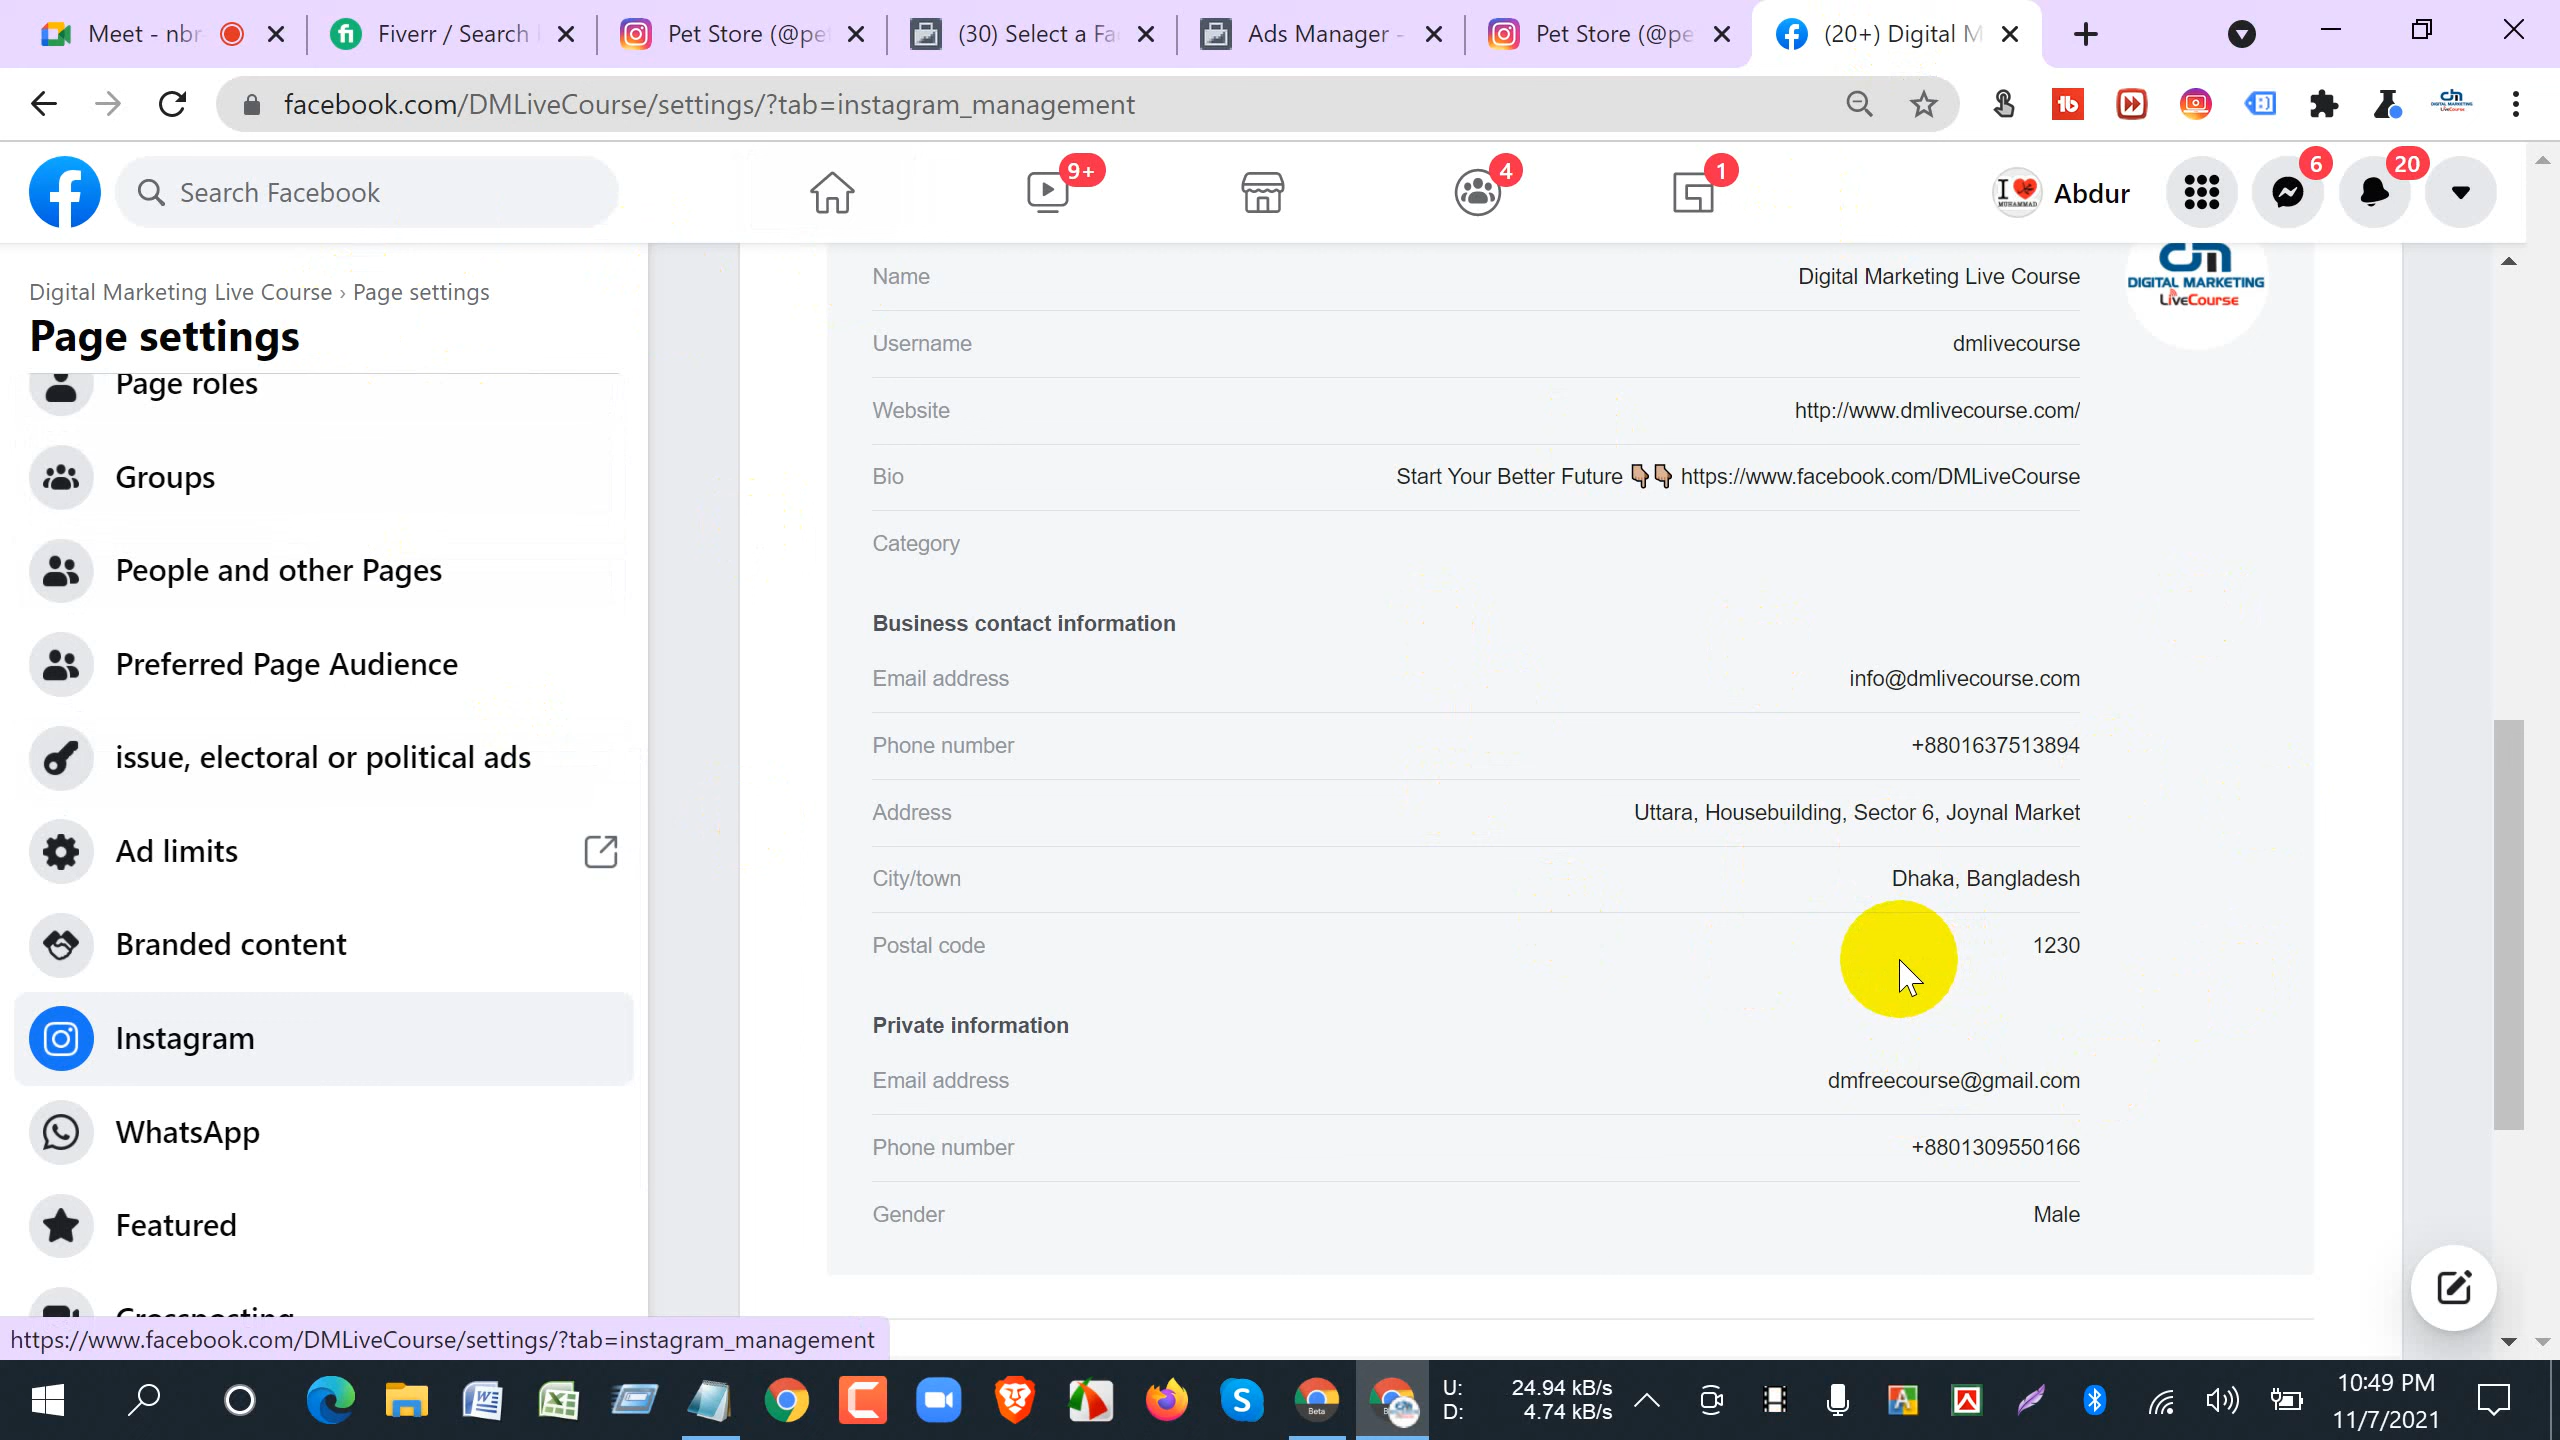 Meet - nbr
Fiverr / Search
Pet Store (@pet
(30) Select a Fa
Ads Manager -
Pet Store (@pe
(20+) Digital M
facebook.com/DMLiveCourse/settings/?tab=instagram_management
Search Facebook
9+
4
1
Abdur
6
20
Digital Marketing Live Course › Page settings
Page settings
Page roles
Groups
People and other Pages
Preferred Page Audience
issue, electoral or political ads
Ad limits
Branded content
Instagram
WhatsApp
Featured
Crossposting
Name Digital Marketing Live Course
Username dmlivecourse
Website http://www.dmlivecourse.com/
Bio Start Your Better Future 👇🏽👇🏽 https://www.facebook.com/DMLiveCourse
Category
Business contact information
Email address info@dmlivecourse.com
Phone number +8801637513894
Address Uttara, Housebuilding, Sector 6, Joynal Market
City/town Dhaka, Bangladesh
Postal code 1230
Private information
Email address dmfreecourse@gmail.com
Phone number +8801309550166
Gender Male
DIGITAL MARKETING
LiveCourse
https://www.facebook.com/DMLiveCourse/settings/?tab=instagram_management
U: 24.94 kB/s
D: 4.74 kB/s
10:49 PM
11/7/2021